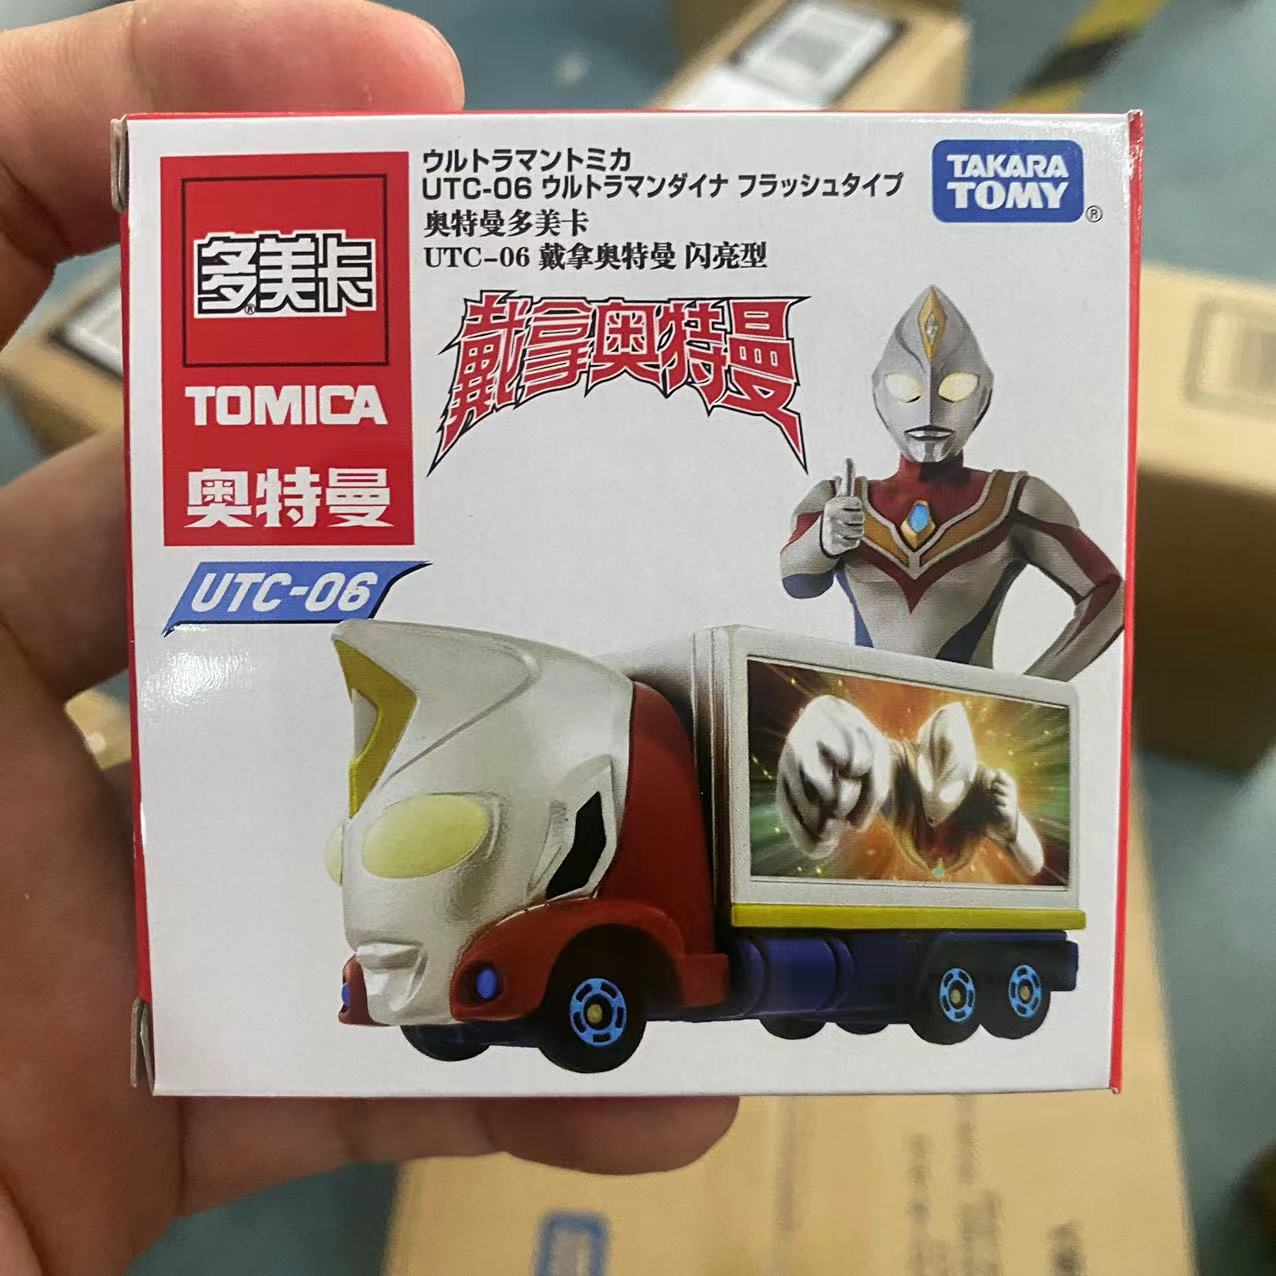 ウルトラマントミカ
UTC-06 ウルトラマンダイナ フラッシュタイプ
奥特曼多美卡
UTC-06 戴拿奥特曼 闪亮型
TAKARA
TOMY®
多美卡®
TOMICA
奥特曼
戴拿奥特曼
UTC-06